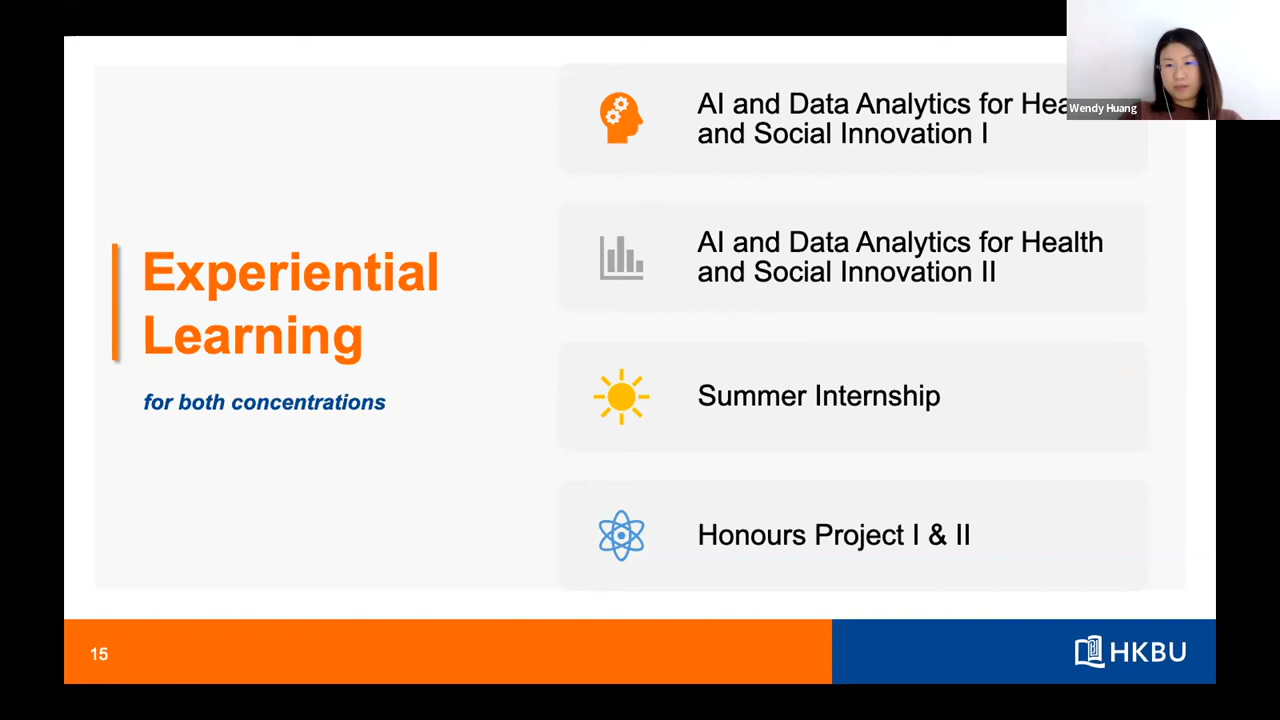 Experiential
Learning
for both concentrations
AI and Data Analytics for Hea
and Social Innovation I
AI and Data Analytics for Health
and Social Innovation II
Summer Internship
Honours Project I & II
Wendy Huang
15
HKBU